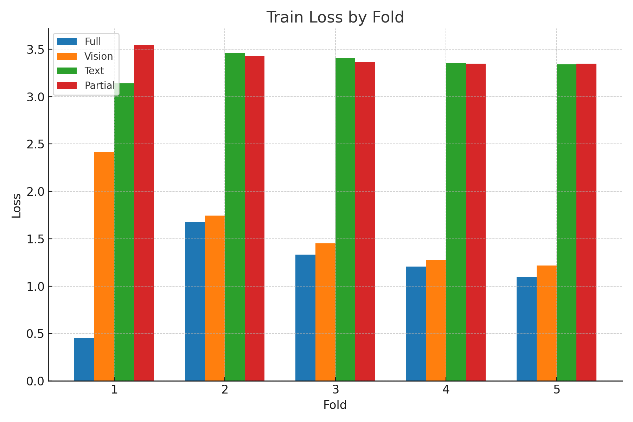 Train Loss by Fold
Full
Vision
Text
Partial
3.5
3.0
2.5
2.0
1.5
1.0
0.5
0.0
Loss
1 2 3 4 5
Fold